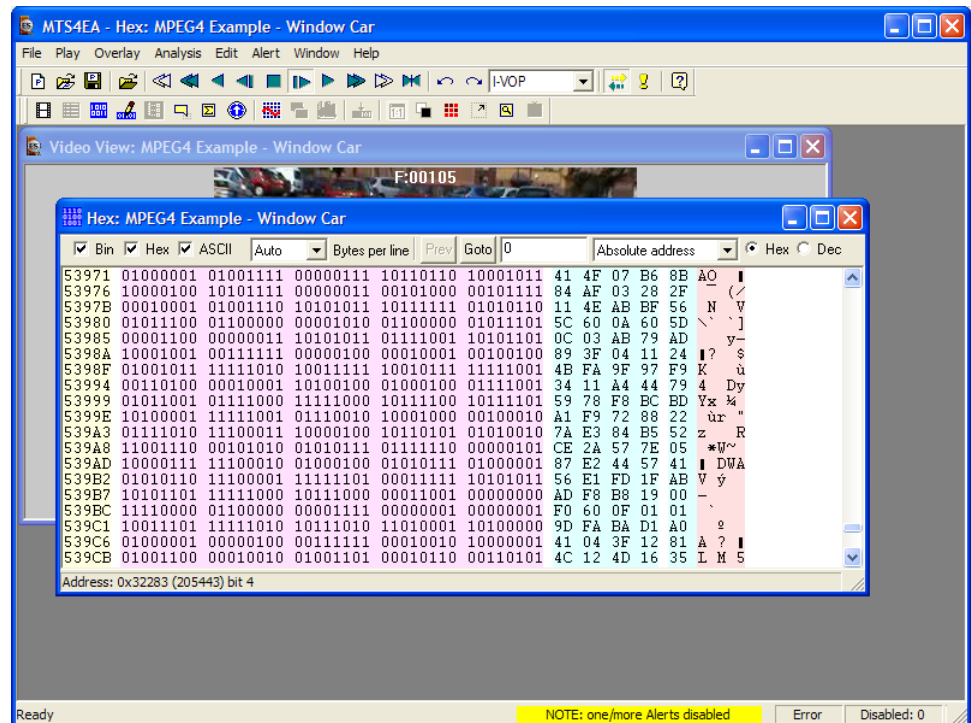 MTS4EA - Hex: MPEG4 Example - Window Car
File Play Overlay Analysis Edit Alert Window Help
I-VOP
Video View: MPEG4 Example - Window Car
F:00105
Hex: MPEG4 Example - Window Car
Bin Hex ASCII Auto Bytes per line Prev Goto 0 Absolute address Hex Dec
53971 01000001 01001111 00000111 10110110 10001011 41 4F 07 B6 8B AO
53976 10000100 10101111 00000011 00101000 00101111 84 AF 03 28 2F ¯ (/
5397B 00010001 01001110 10101011 10111111 01010110 11 4E AB BF 56 N V
53980 01011100 01100000 00001010 01100000 01011101 5C 60 0A 60 5D \` `]
53985 00001100 00000011 10101011 01111001 10101101 0C 03 AB 79 AD y-
5398A 10001001 00111111 00000100 00010001 00100100 89 3F 04 11 24 ? $
5398F 01001011 11111010 10011111 10010111 11111001 4B FA 9F 97 F9 K ù
53994 00110100 00010001 10100100 01000100 01111001 34 11 A4 44 79 4 Dy
53999 01011001 01111000 11111000 10111100 10111101 59 78 F8 BC BD Yx ¼
5399E 10100001 11111001 01110010 10001000 00100010 A1 F9 72 88 22 ùr "
539A3 01111010 11100011 10000100 10110101 01010010 7A E3 84 B5 52 z R
539A8 11001110 00101010 01010111 01111110 00000101 CE 2A 57 7E 05 *W~
539AD 10000111 11100010 01000100 01010111 01000001 87 E2 44 57 41 DWA
539B2 01010110 11100001 11111101 00011111 10101011 56 E1 FD 1F AB V ý
539B7 10101101 11111000 10111000 00011001 00000000 AD F8 B8 19 00 -
539BC 11110000 01100000 00001111 00000001 00000001 F0 60 0F 01 01 `
539C1 10011101 11111010 10111010 11010001 10100000 9D FA BA D1 A0 º
539C6 01000001 00000100 00111111 00010010 10000001 41 04 3F 12 81 A ?
539CB 01001100 00010010 01001101 00010110 00110101 4C 12 4D 16 35 L M 5
Address: 0x32283 (205443) bit 4
Ready NOTE: one/more Alerts disabled Error Disabled: 0